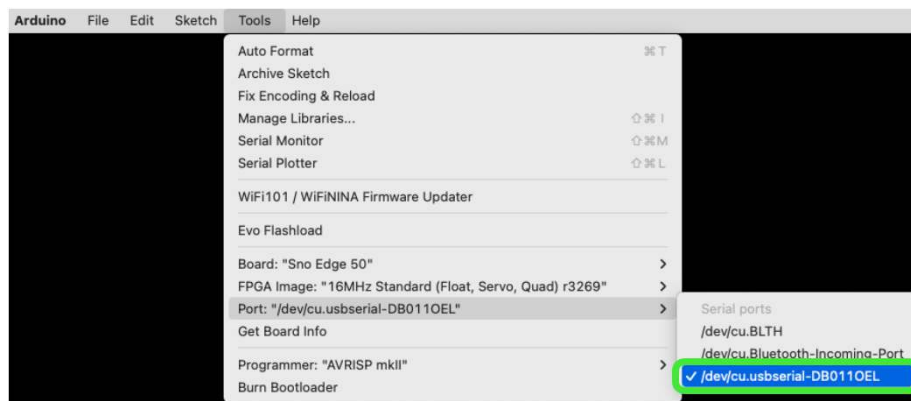 Arduino File Edit Sketch Tools Help
Auto Format ⌘ T
Archive Sketch
Fix Encoding & Reload
Manage Libraries... ⇧ ⌘ I
Serial Monitor ⇧ ⌘ M
Serial Plotter ⇧ ⌘ L
WiFi101 / WiFiNINA Firmware Updater
Evo Flashload
Board: "Sno Edge 50"
FPGA Image: "16MHz Standard (Float, Servo, Quad) r3269"
Port: "/dev/cu.usbserial-DB011OEL"
Get Board Info
Programmer: "AVRISP mkII"
Burn Bootloader
Serial ports
/dev/cu.BLTH
/dev/cu.Bluetooth-Incoming-Port
✓ /dev/cu.usbserial-DB011OEL